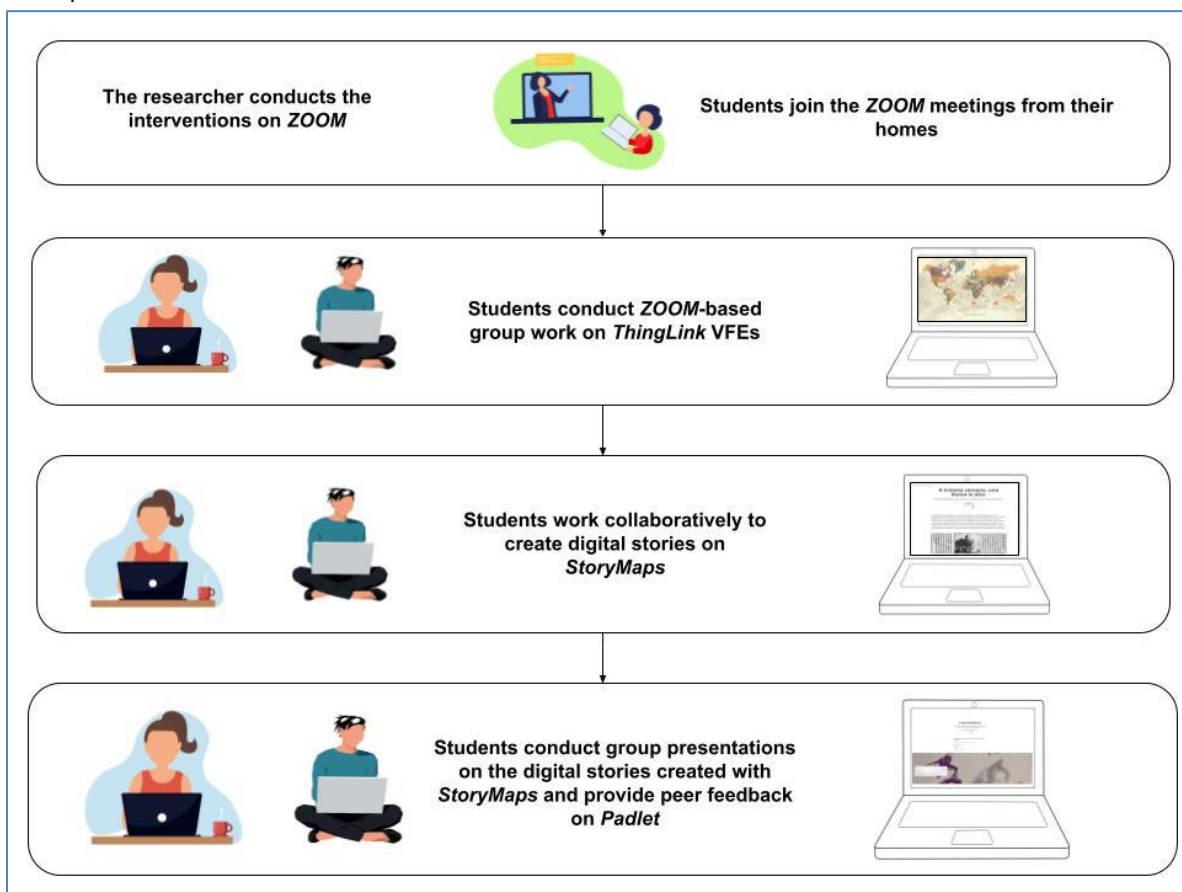 The researcher conducts the
interventions on ZOOM
Students join the ZOOM meetings from their
homes
Students conduct ZOOM-based
group work on ThingLink VFEs
Students work collaboratively to
create digital stories on
StoryMaps
Students conduct group presentations
on the digital stories created with
StoryMaps and provide peer feedback
on Padlet